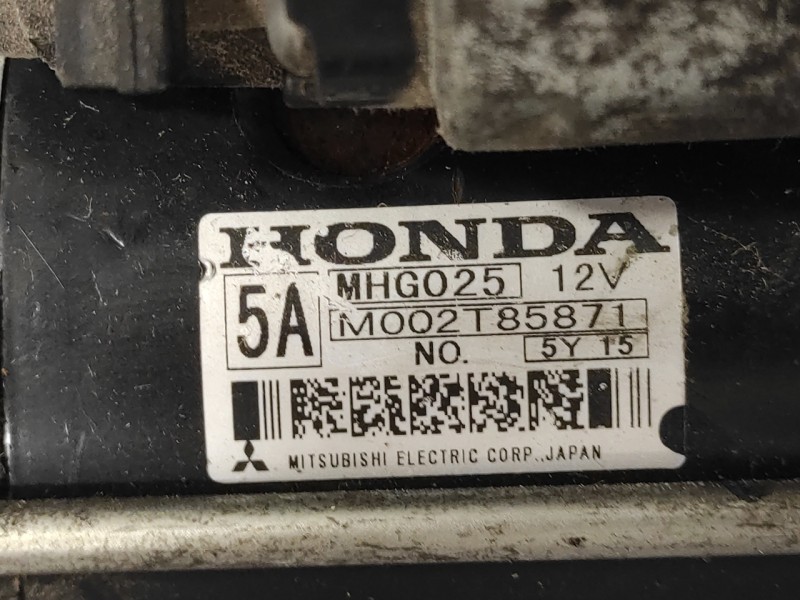 HONDA
5A MHG025 12V
M002T85871
NO. 5Y 15
MITSUBISHI ELECTRIC CORP., JAPAN